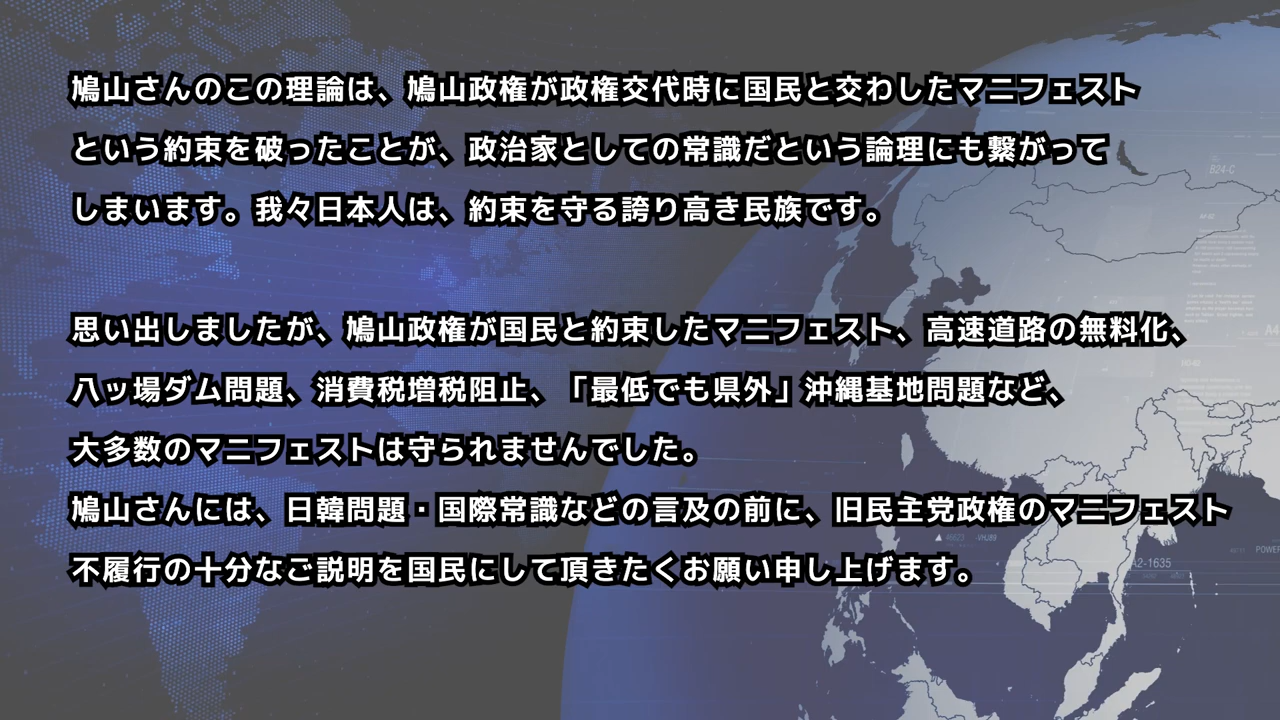 鳩山さんのこの理論は、鳩山政権が政権交代時に国民と交わしたマニフェスト
という約束を破ったことが、政治家としての常識だという論理にも繋がって
しまいます。我々日本人は、約束を守る誇り高き民族です。
思い出しましたが、鳩山政権が国民と約束したマニフェスト、高速道路の無料化、
八ッ場ダム問題、消費税増税阻止、「最低でも県外」沖縄基地問題など、
大多数のマニフェストは守られませんでした。
鳩山さんには、日韓問題・国際常識などの言及の前に、旧民主党政権のマニフェスト
不履行の十分なご説明を国民にして頂きたくお願い申し上げます。
B24-C
A2-1635